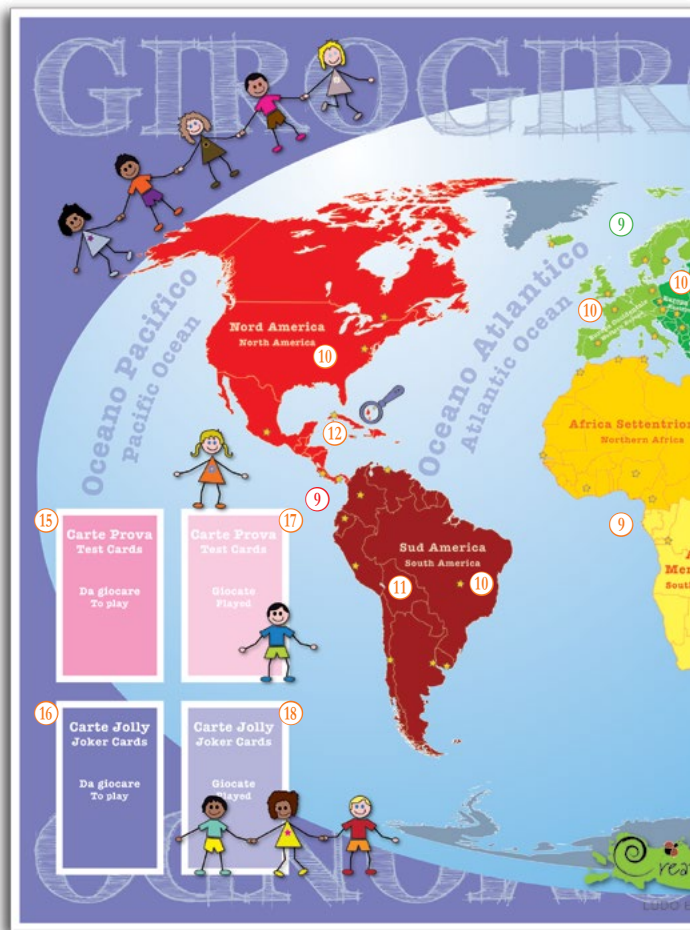 GIROGIR
9
10
10
Oceano Pacifico
Pacific Ocean
Oceano Atlantico
Atlantic Ocean
Nord America
North America
10
12
Africa Settentrion
Northern Africa
9
9
Sud America
South America
11
10
15
Carte Prova
Test Cards
Da giocare
To play
17
Carte Prova
Test Cards
Giocate
Played
16
Carte Jolly
Joker Cards
Da giocare
To play
18
Carte Jolly
Joker Cards
Giocate
Played